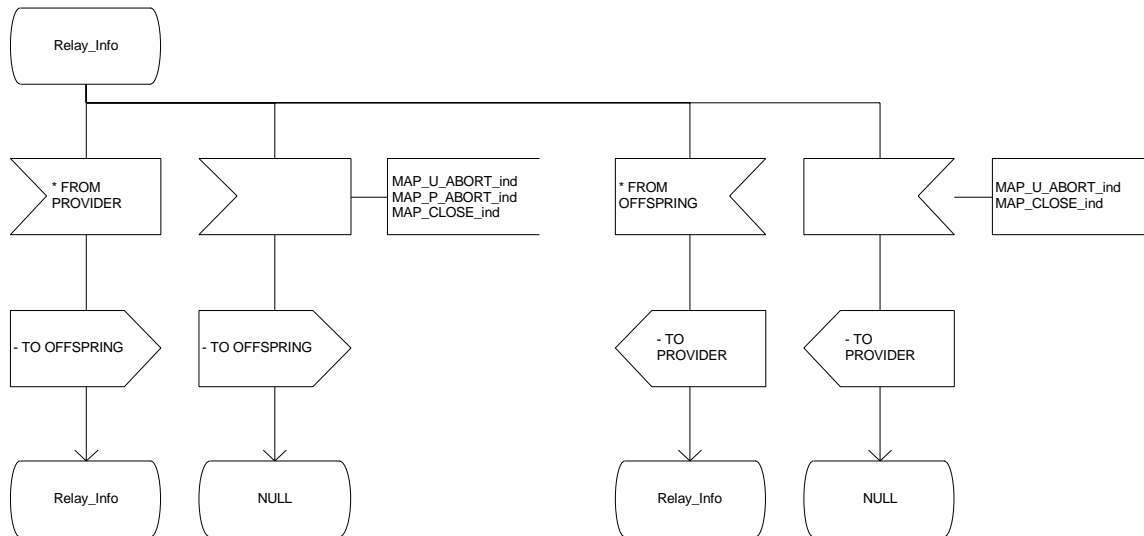 Relay_Info
* FROM
PROVIDER
MAP_U_ABORT_ind
MAP_P_ABORT_ind
MAP_CLOSE_ind
* FROM
OFFSPRING
MAP_U_ABORT_ind
MAP_CLOSE_ind
- TO OFFSPRING
- TO OFFSPRING
- TO
PROVIDER
- TO
PROVIDER
Relay_Info
NULL
Relay_Info
NULL